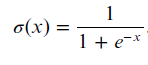 σ(x) = 1 / (1 + e^{-x})